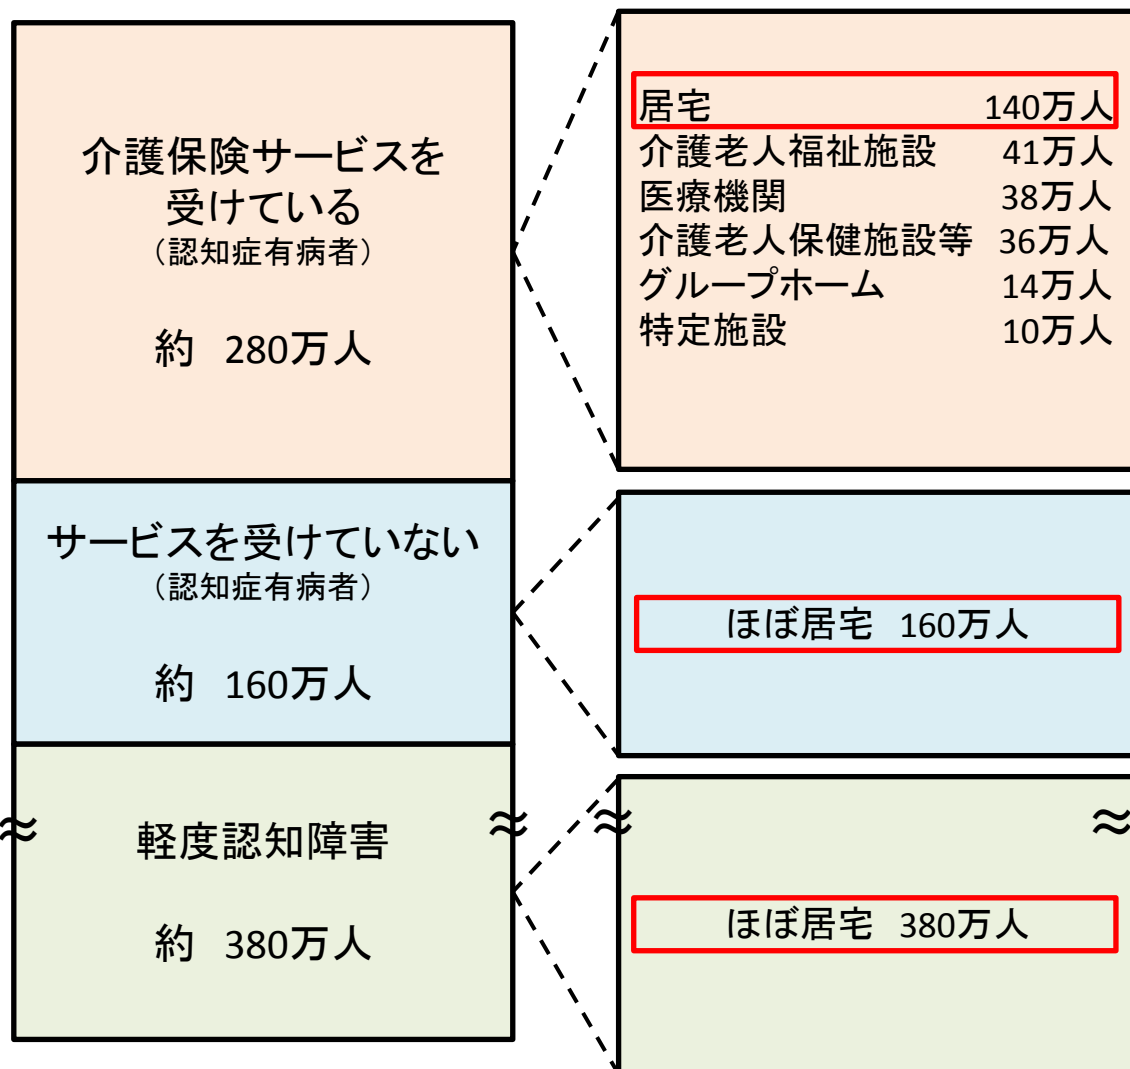 介護保険サービスを
受けている
（認知症有病者）
約 280万人
居宅 140万人
介護老人福祉施設 41万人
医療機関 38万人
介護老人保健施設等 36万人
グループホーム 14万人
特定施設 10万人
サービスを受けていない
（認知症有病者）
約 160万人
ほぼ居宅 160万人
軽度認知障害
約 380万人
ほぼ居宅 380万人